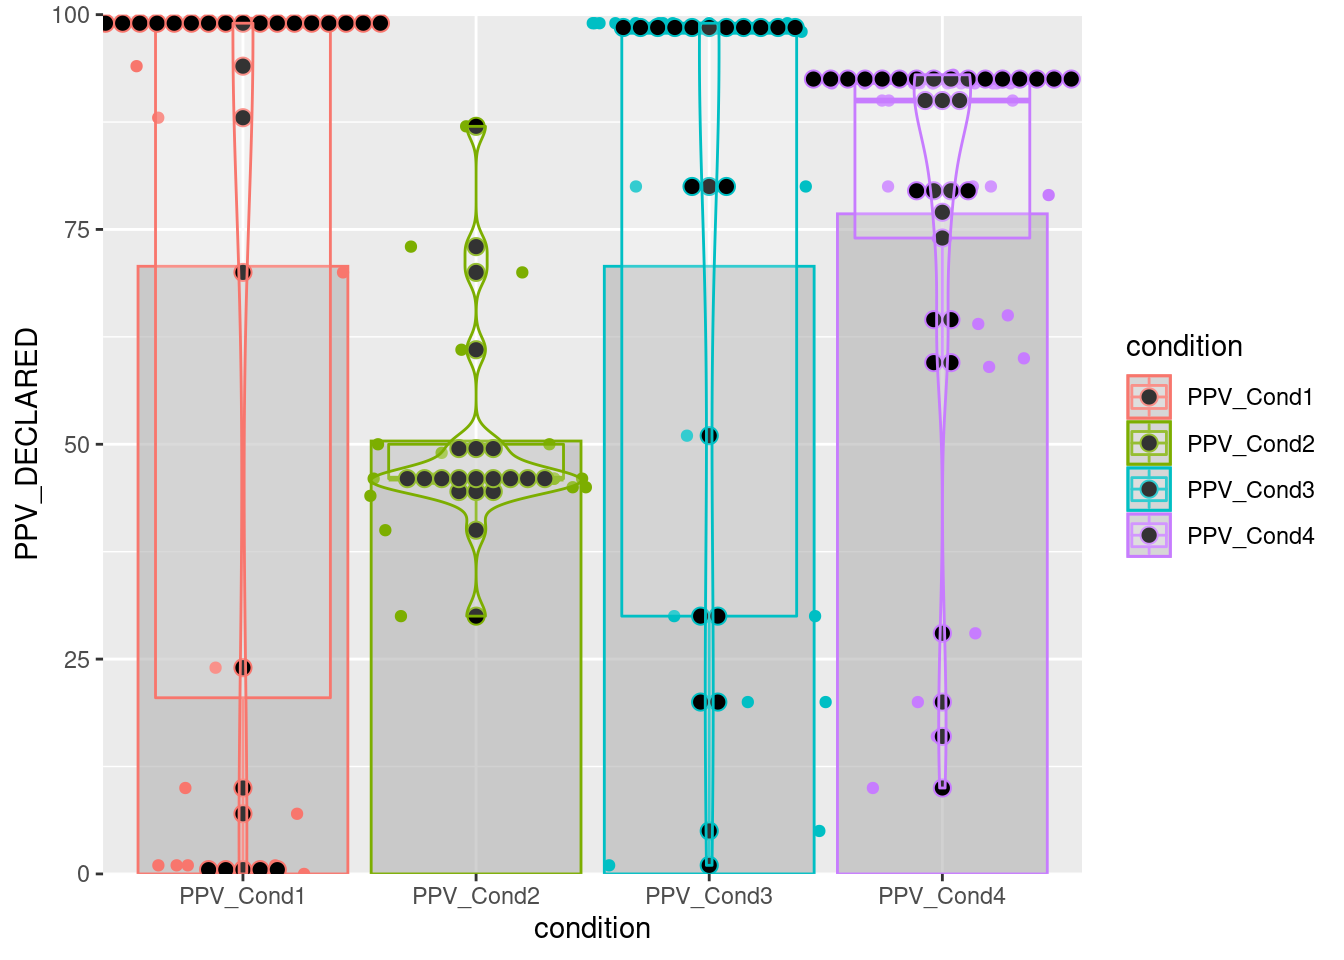 100
75
50
25
0
PPV_DECLARED
PPV_Cond1
PPV_Cond2
PPV_Cond3
PPV_Cond4
condition
condition
PPV_Cond1
PPV_Cond2
PPV_Cond3
PPV_Cond4